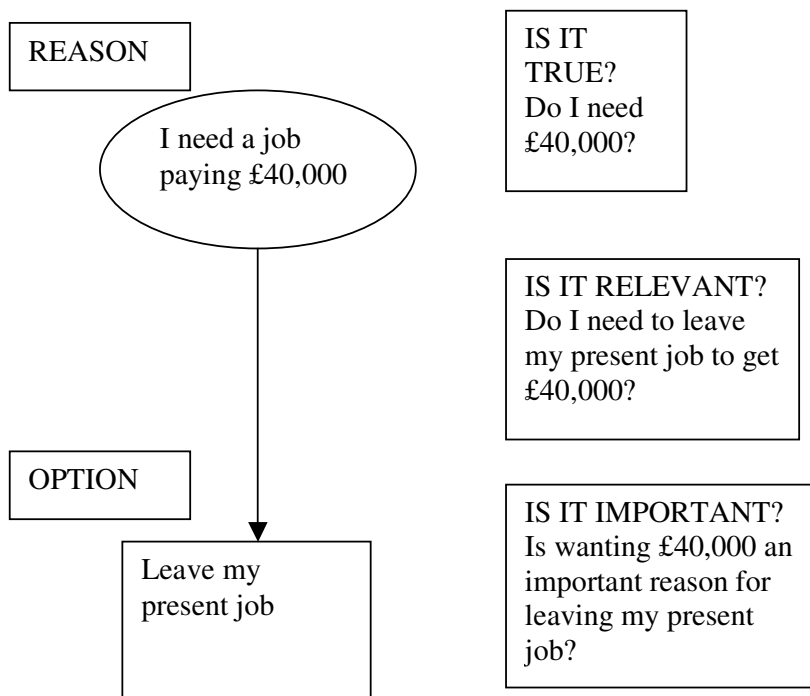 REASON
I need a job
paying £40,000
IS IT
TRUE?
Do I need
£40,000?
IS IT RELEVANT?
Do I need to leave
my present job to get
£40,000?
OPTION
Leave my
present job
IS IT IMPORTANT?
Is wanting £40,000 an
important reason for
leaving my present
job?